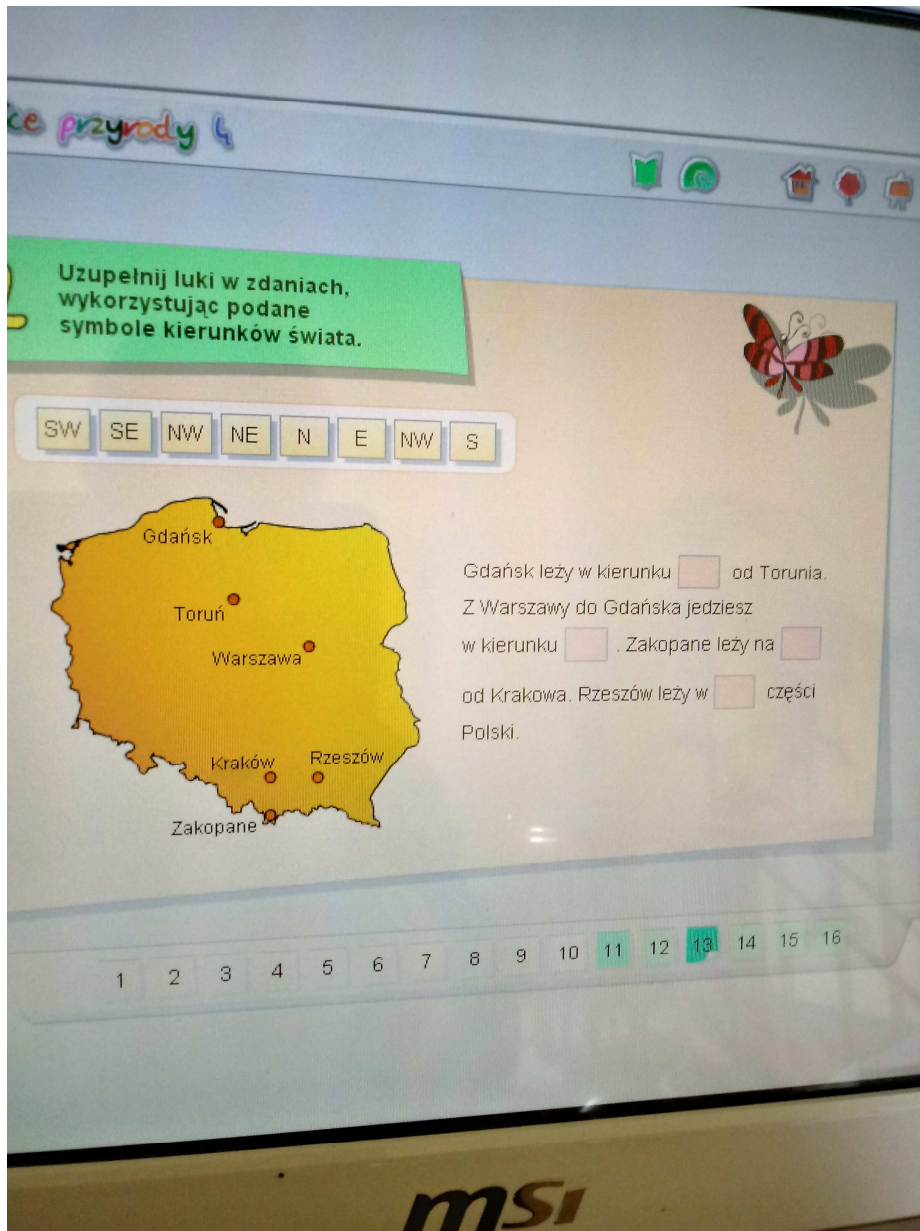 ce przyrody 4
Uzupełnij luki w zdaniach,
wykorzystując podane
symbole kierunków świata.
SW SE NW NE N E NW S
Gdańsk
Toruń
Warszawa
Kraków Rzeszów
Zakopane
Gdańsk leży w kierunku od Torunia.
Z Warszawy do Gdańska jedziesz
w kierunku . Zakopane leży na
od Krakowa. Rzeszów leży w części
Polski.
1 2 3 4 5 6 7 8 9 10 11 12 13 14 15 16
msi